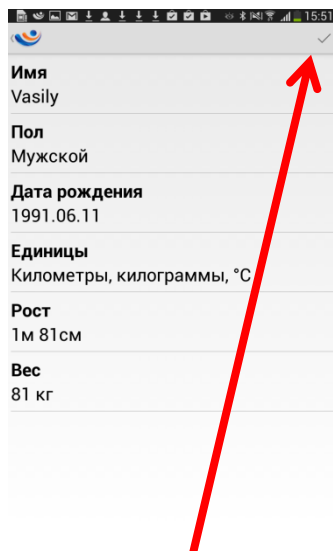 15:51
Имя
Vasily
Пол
Мужской
Дата рождения
1991.06.11
Единицы
Километры, килограммы, °C
Рост
1м 81см
Вес
81 кг